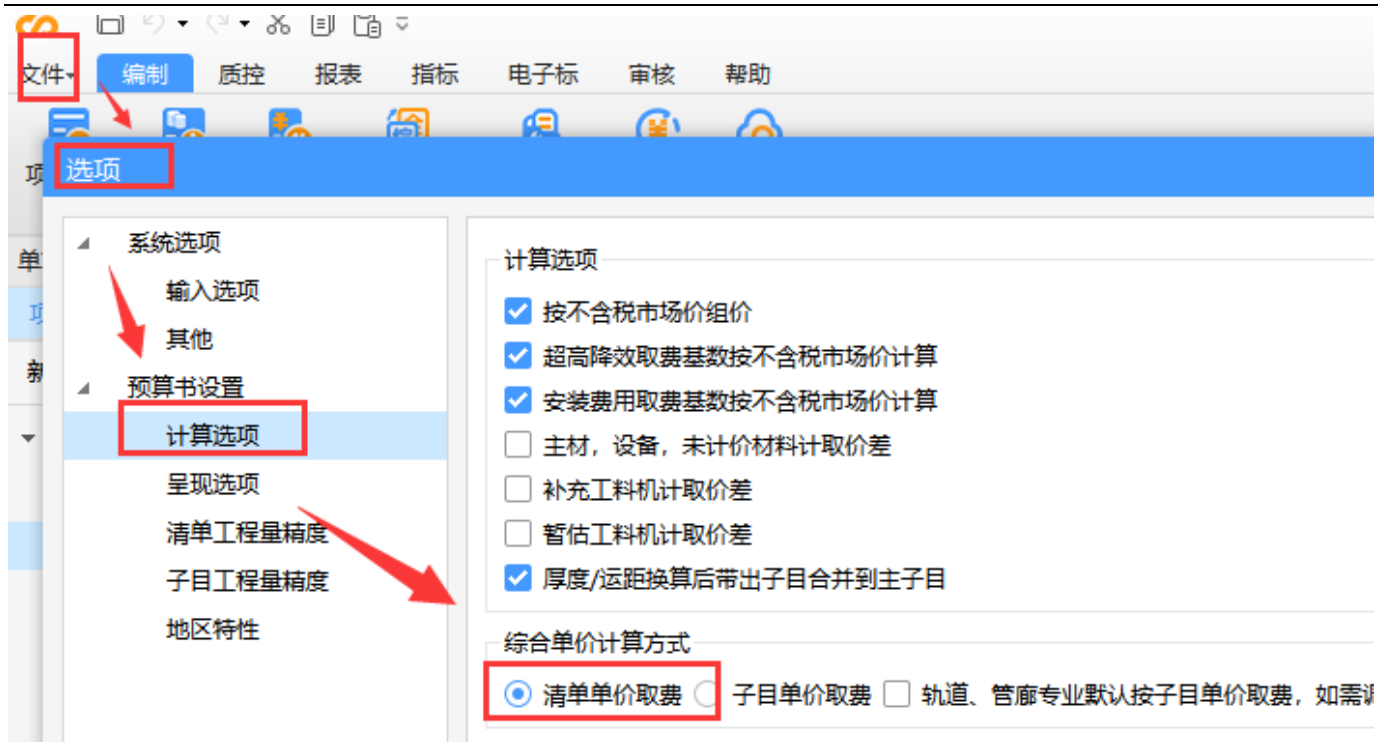 文件 编制 质控 报表 指标 电子标 审核 帮助
选项
系统选项
输入选项
其他
预算书设置
计算选项
呈现选项
清单工程量精度
子目工程量精度
地区特性
计算选项
按不含税市场价组价
超高降效取费基数按不含税市场价计算
安装费用取费基数按不含税市场价计算
主材，设备，未计价材料计取价差
补充工料机计取价差
暂估工料机计取价差
厚度/运距换算后带出子目合并到主子目
综合单价计算方式
清单单价取费 子目单价取费 轨道、管廊专业默认按子目单价取费，如需